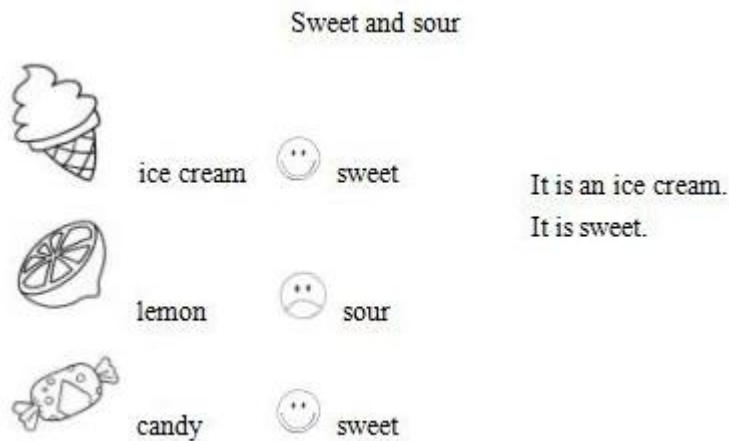 Sweet and sour
ice cream sweet
It is an ice cream.
It is sweet.
lemon sour
candy sweet